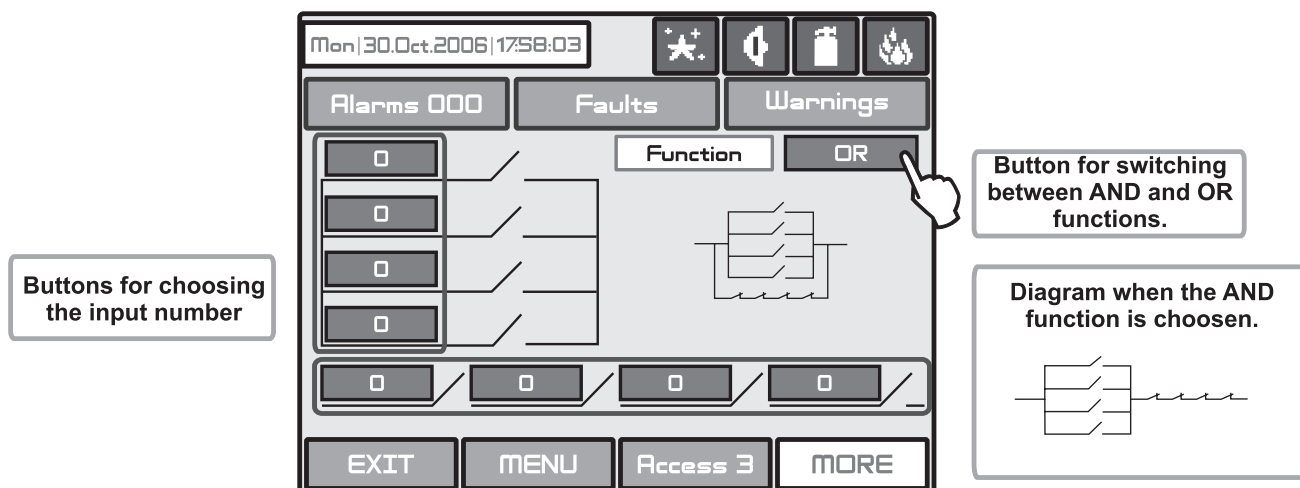 Mon|30.Oct.2006|17:58:03
Alarms 000 Faults Warnings
0
Function OR
0
0
0
0 0 0 0
EXIT MENU Access 3 MORE
Buttons for choosing
the input number
Button for switching
between AND and OR
functions.
Diagram when the AND
function is choosen.